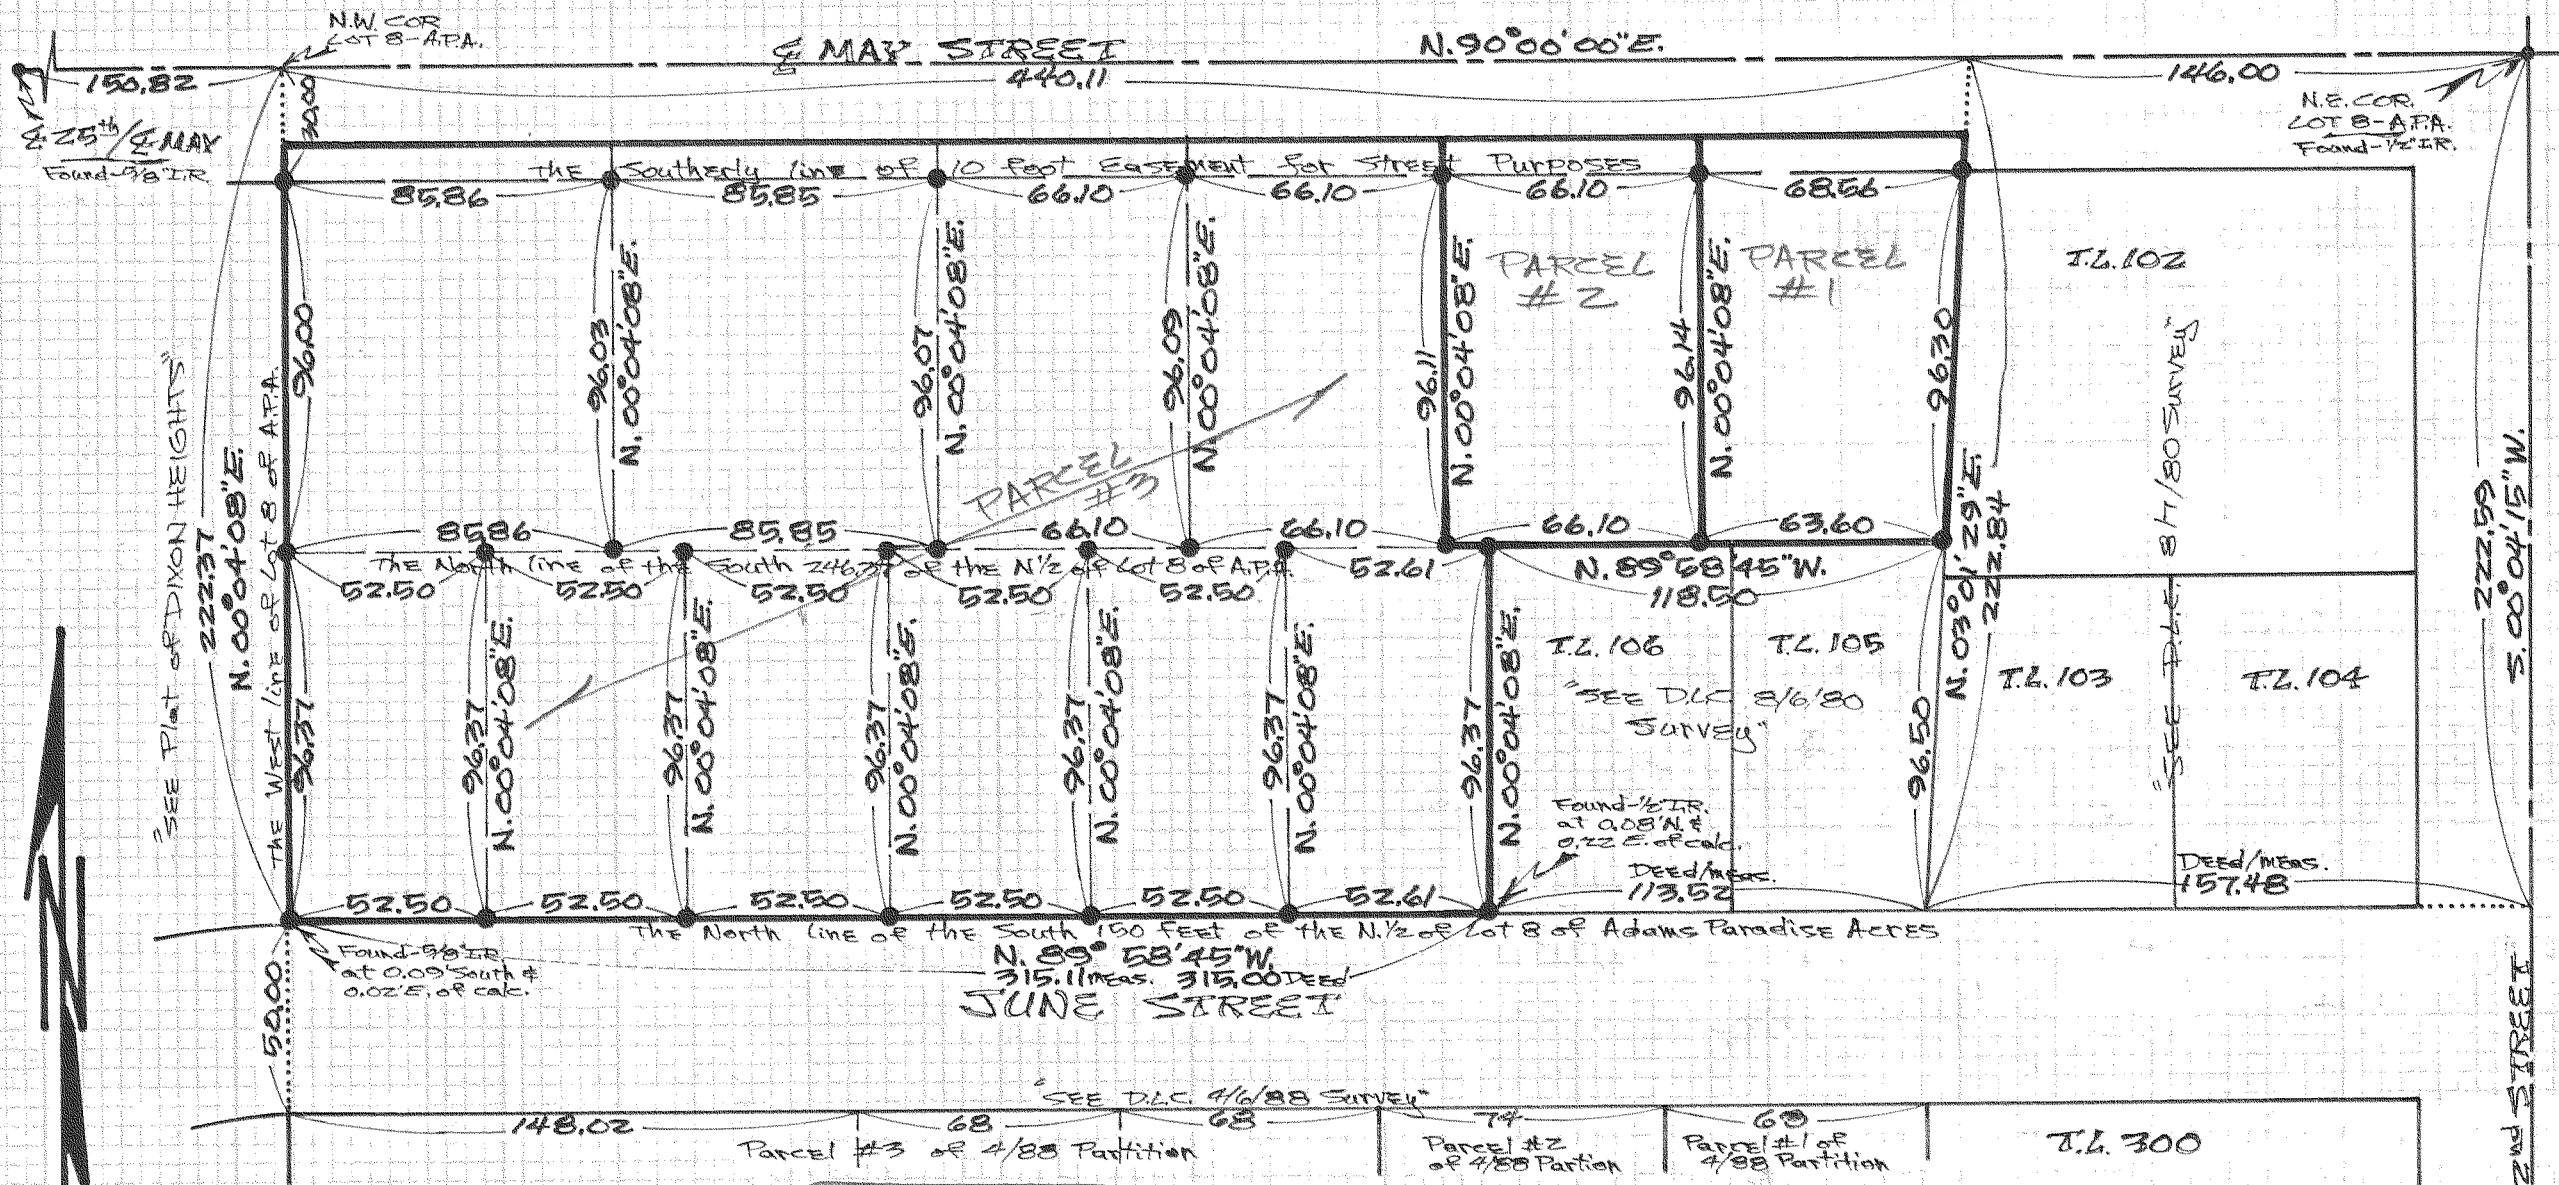 N.W. COR.
LOT 8-A.P.A.
℄ MAY STREET
N.90°00'00"E.
150.82
440.11
146.00
30.00
℄ 25th/℄ MAY
Found-5/8" I.R.
N.E. COR.
LOT 8-A.P.A.
Found-1/2" I.R.
The Southerly line of 10 foot Easement for Street Purposes
85.86
85.85
66.10
66.10
66.10
68.56
96.00
96.03
N.00°04'08"E.
96.07
N.00°04'08"E.
96.09
N.00°04'08"E.
96.11
N.00°04'08"E.
PARCEL
#2
96.14
N.00°04'08"E.
PARCEL
#1
96.30
T.L. 102
"SEE D.L.C. 8/4/80 Survey"
"SEE Plat of DIXON HEIGHTS"
222.37
N.00°04'08"E.
The West line of Lot 8 of A.P.A.
PARCEL
#3
N.03°01'29"E.
222.84
222.59
S.00°04'15"W.
85.86
85.85
66.10
66.10
66.10
63.60
The North line of the South 246.37 of the N1/2 of Lot 8 of A.P.A.
52.50
52.50
52.50
52.50
52.50
52.61
N.89°58'45"W.
118.50
96.37
96.37
N.00°04'08"E.
96.37
N.00°04'08"E.
96.37
N.00°04'08"E.
96.37
N.00°04'08"E.
96.37
N.00°04'08"E.
96.37
N.00°04'08"E.
T.L. 106
T.L. 105
"SEE D.L.C. 8/6/80
Survey"
96.50
T.L. 103
T.L. 104
Found-1/2" I.R.
at 0.08'N. &
0.22 E. of calc.
Deed/meas.
113.52
Deed/meas.
157.48
52.50
52.50
52.50
52.50
52.50
52.61
The North line of the South 150 Feet of the N.1/2 of Lot 8 of Adams Paradise Acres
Found-5/8" I.R.
at 0.09'South &
0.02'E. of calc.
N. 89° 58'45"W.
315.11 meas. 315.00 Deed
JUNE STREET
50.00
N
"SEE D.L.C. 4/6/88 Survey"
148.02
68
68
74
68
Parcel #3 of 4/88 Partition
Parcel #2
of 4/88 Partion
Parcel #1 of
4/88 Partition
T.L. 300
2nd STREET